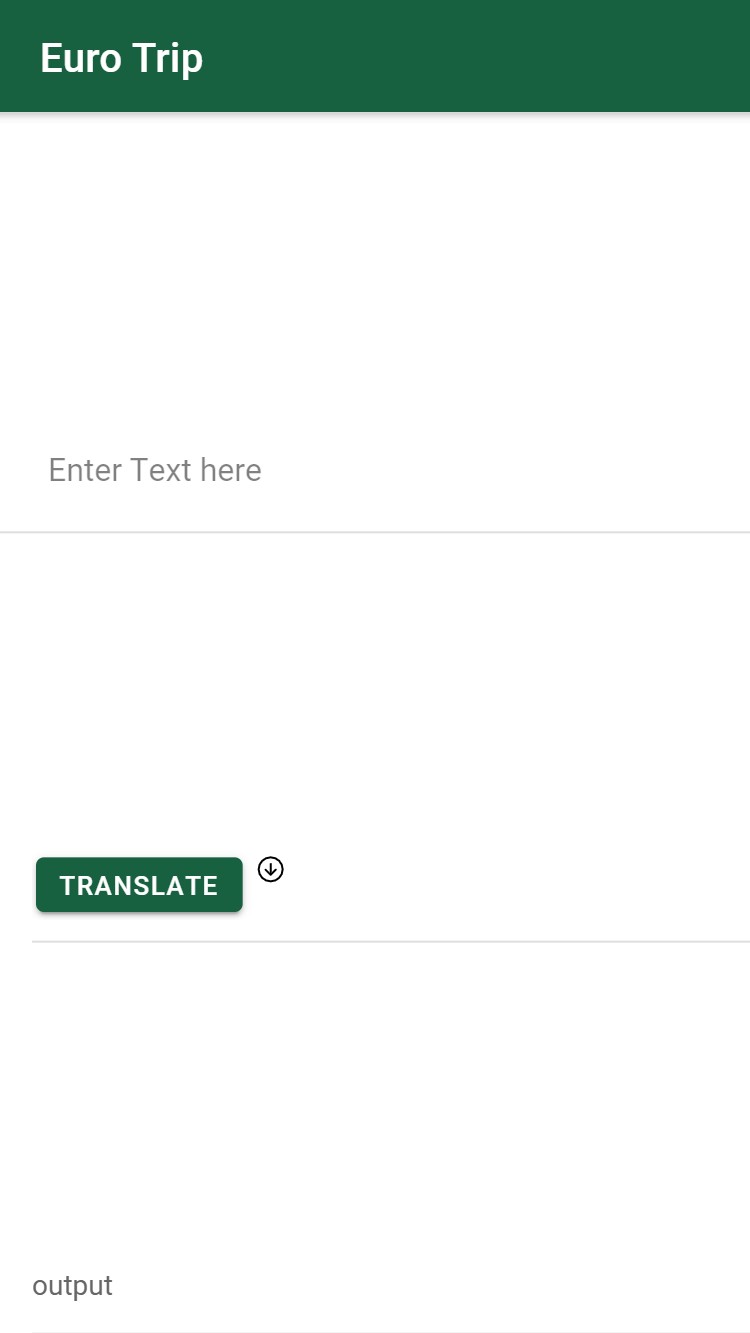 Euro Trip
Enter Text here
TRANSLATE
output